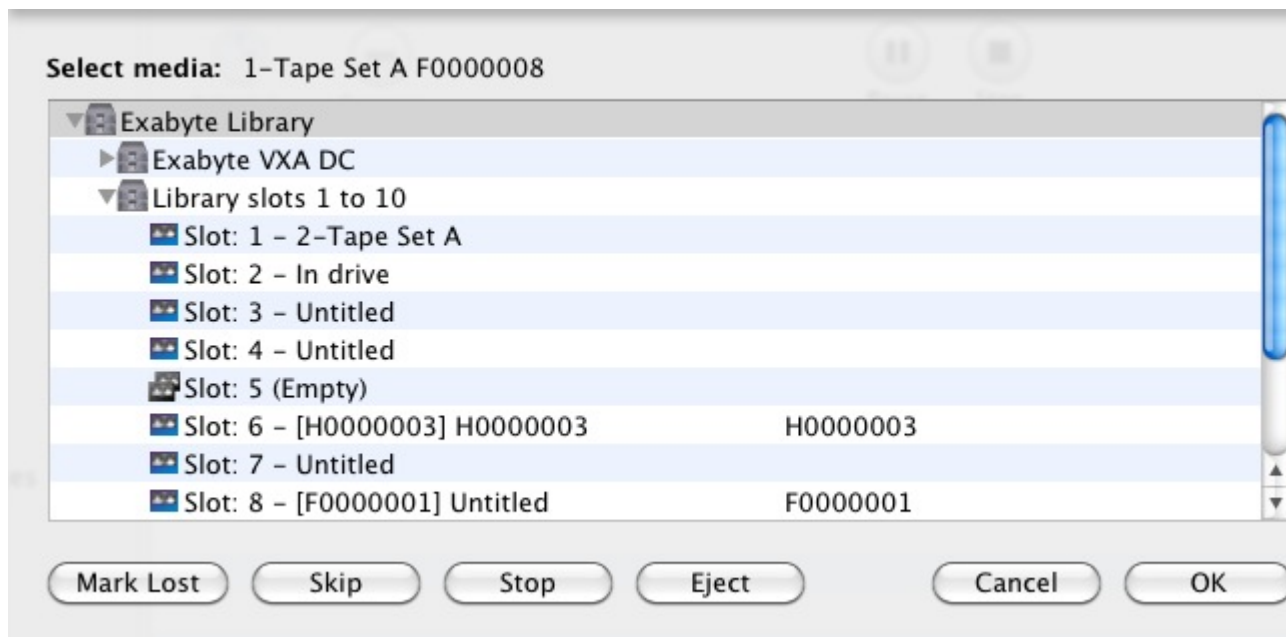 Select media: 1-Tape Set A F0000008
Exabyte Library
Exabyte VXA DC
Library slots 1 to 10
Slot: 1 – 2-Tape Set A
Slot: 2 – In drive
Slot: 3 – Untitled
Slot: 4 – Untitled
Slot: 5 (Empty)
Slot: 6 – [H0000003] H0000003 H0000003
Slot: 7 – Untitled
Slot: 8 – [F0000001] Untitled F0000001
Mark Lost Skip Stop Eject Cancel OK